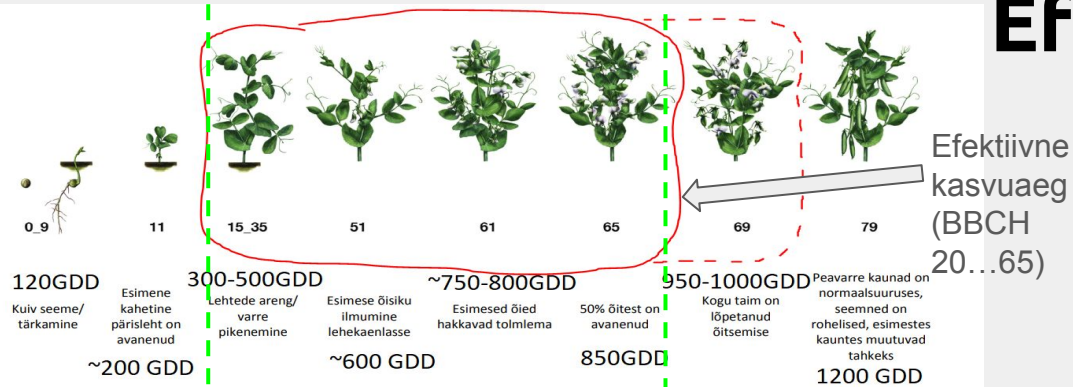 Ef
Efektiivne
kasvuaeg
(BBCH
20...65)
0_9
11
15_35
51
61
65
69
79
120GDD
Kuiv seeme/
tärkamine
Esimene
kahetine
pärisleht on
avanenud
~200 GDD
300-500GDD
Lehtede areng/
varre
pikenemine
Esimese õisiku
ilmumine
lehekaenlasse
~600 GDD
~750-800GDD
Esimesed õied
hakkavad tolmlema
50% õitest on
avanenud
850GDD
950-1000GDD
Kogu taim on
lõpetanud
õitsemise
Peavarre kaunad on
normaalsuuruses,
seemned on
rohelised, esimestes
kauntes muutuvad
tahkeks
1200 GDD